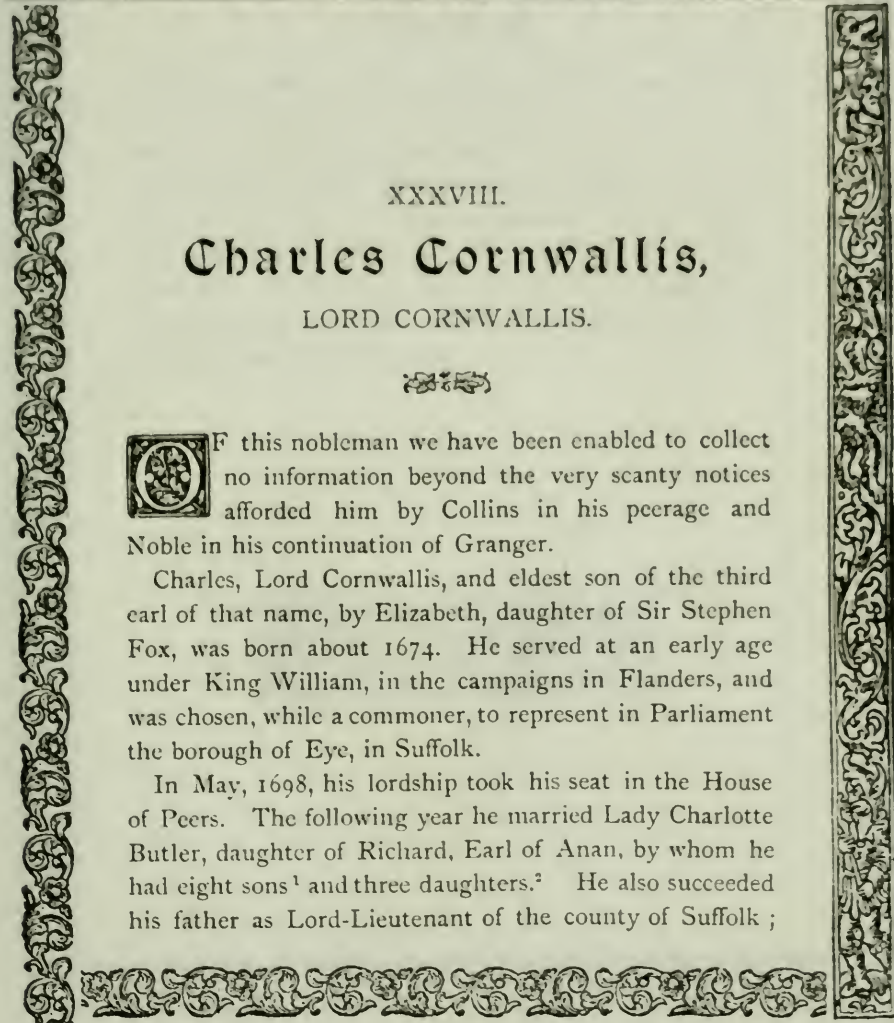 XXXVIII.
Charles Cornwallis,
LORD CORNWALLIS.
OF this nobleman we have been enabled to collect
no information beyond the very scanty notices
afforded him by Collins in his peerage and
Noble in his continuation of Granger.
Charles, Lord Cornwallis, and eldest son of the third
earl of that name, by Elizabeth, daughter of Sir Stephen
Fox, was born about 1674. He served at an early age
under King William, in the campaigns in Flanders, and
was chosen, while a commoner, to represent in Parliament
the borough of Eye, in Suffolk.
In May, 1698, his lordship took his seat in the House
of Peers. The following year he married Lady Charlotte
Butler, daughter of Richard, Earl of Anan, by whom he
had eight sons¹ and three daughters.² He also succeeded
his father as Lord-Lieutenant of the county of Suffolk ;